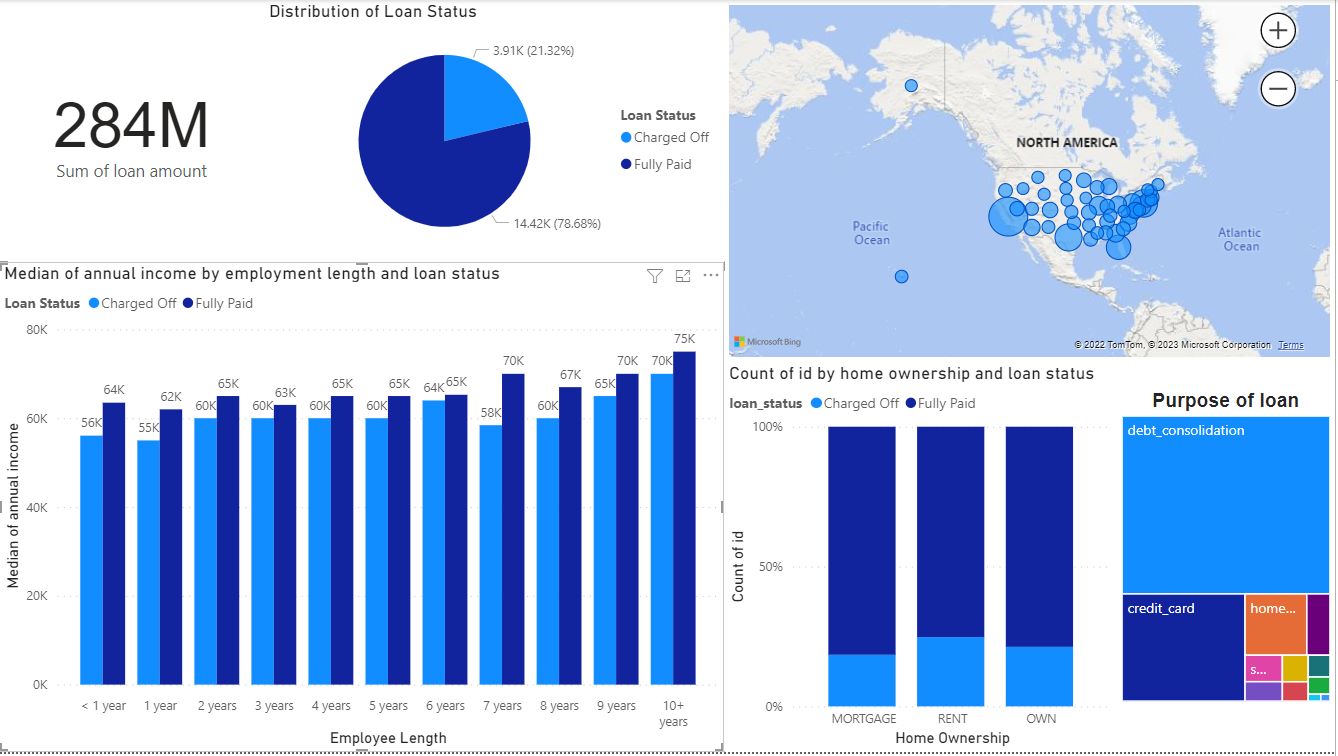 Distribution of Loan Status
284M
Sum of loan amount
3.91K (21.32%)
14.42K (78.68%)
Loan Status
Charged Off
Fully Paid
NORTH AMERICA
Pacific
Ocean
Atlantic
Ocean
Microsoft Bing
© 2022 TomTom, © 2023 Microsoft Corporation Terms
Median of annual income by employment length and loan status
Loan Status Charged Off Fully Paid
Median of annual income
80K
60K
40K
20K
0K
56K 64K
55K 62K
60K 65K
60K 63K
60K 65K
60K 65K
64K 65K
58K 70K
60K 67K
65K 70K
70K 75K
< 1 year 1 year 2 years 3 years 4 years 5 years 6 years 7 years 8 years 9 years 10+
years
Employee Length
Count of id by home ownership and loan status
loan_status Charged Off Fully Paid
Count of id
100%
50%
0%
MORTGAGE RENT OWN
Home Ownership
Purpose of loan
debt_consolidation
credit_card
home...
s...